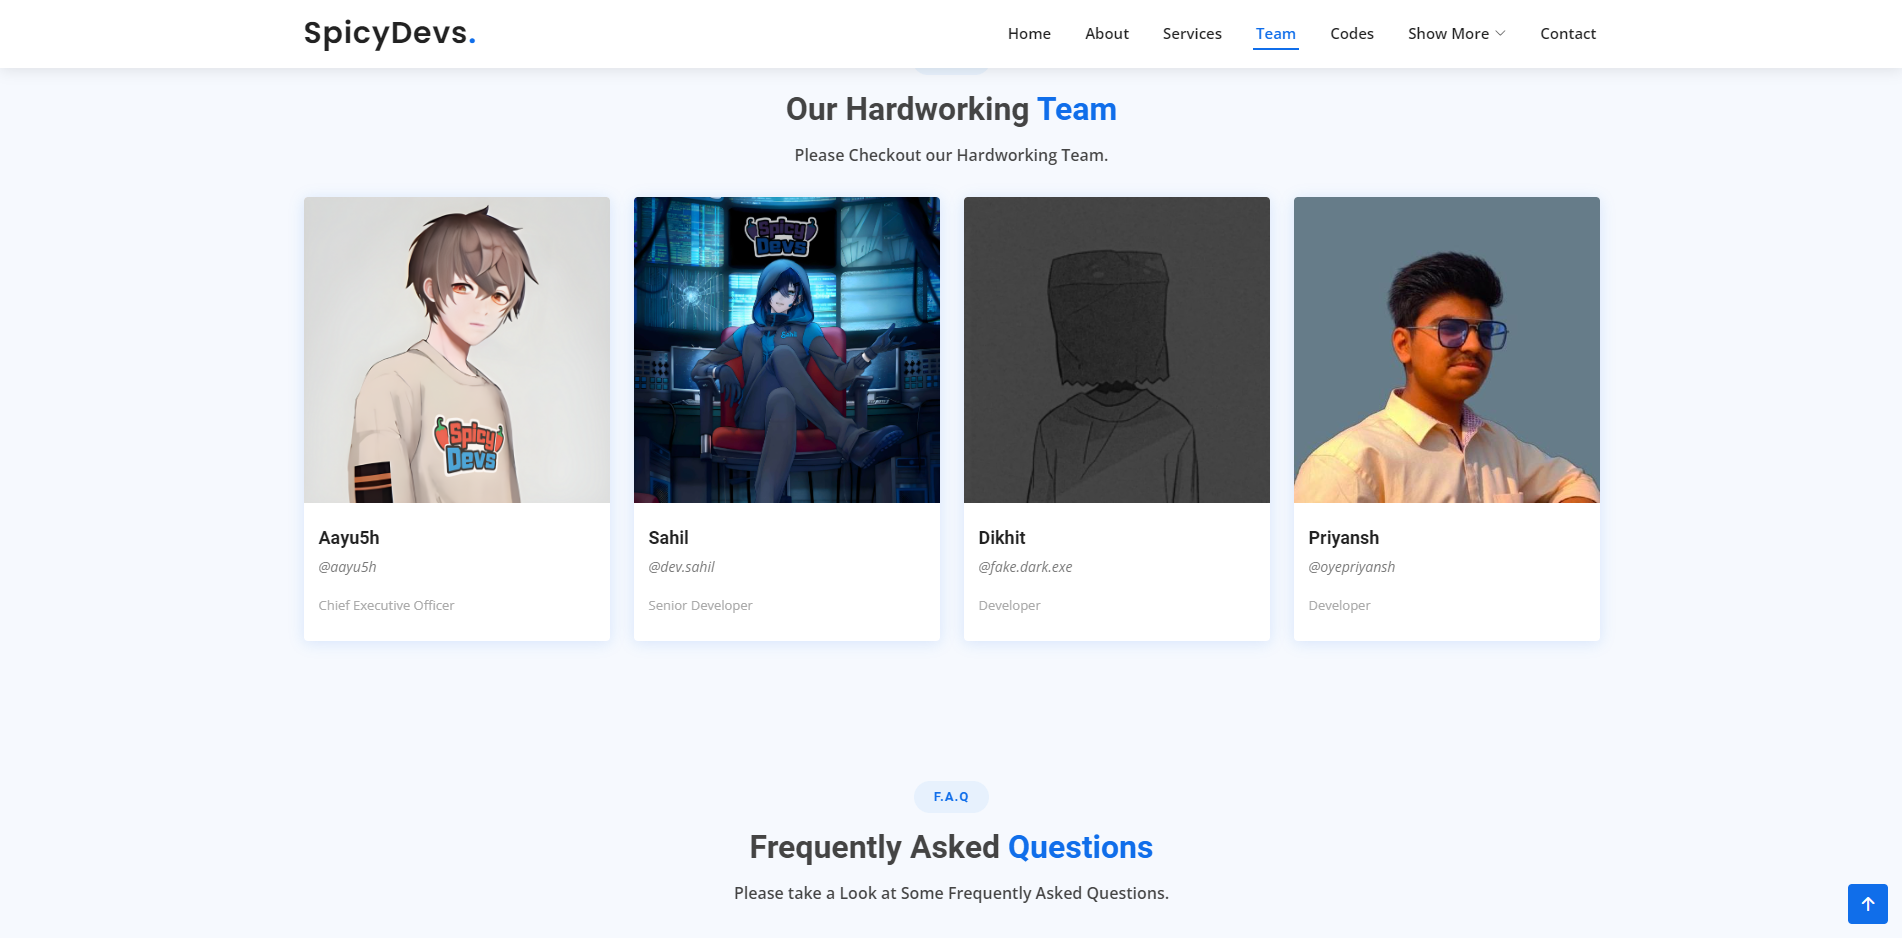 SpicyDevs.
Home About Services Team Codes Show More Contact
Our Hardworking Team
Please Checkout our Hardworking Team.
Spicy
Devs
Spicy
Devs
Aayu5h
@aayu5h
Chief Executive Officer
Sahil
@dev.sahil
Senior Developer
Dikhit
@fake.dark.exe
Developer
Priyansh
@oyepriyansh
Developer
F.A.Q
Frequently Asked Questions
Please take a Look at Some Frequently Asked Questions.